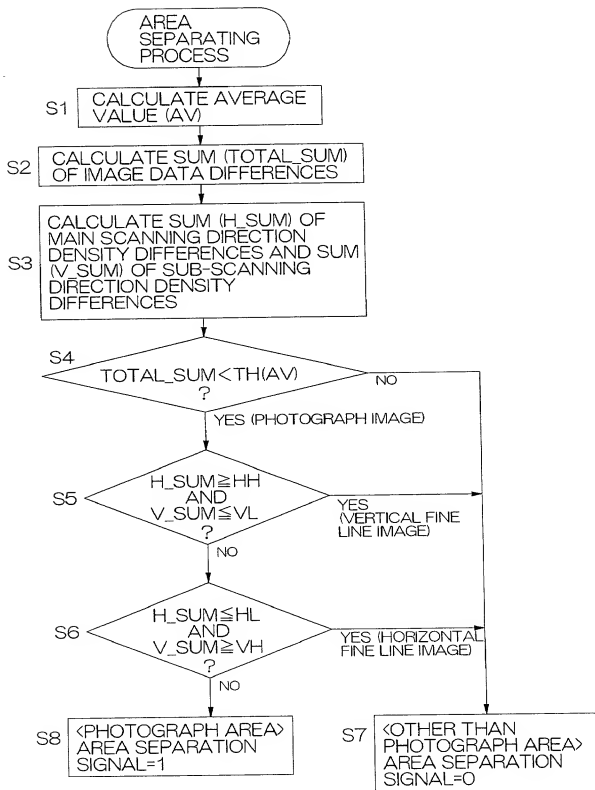 AREA
SEPARATING
PROCESS
S1
CALCULATE AVERAGE
VALUE (AV)
S2
CALCULATE SUM (TOTAL_SUM)
OF IMAGE DATA DIFFERENCES
S3
CALCULATE SUM (H_SUM) OF
MAIN SCANNING DIRECTION
DENSITY DIFFERENCES AND SUM
(V_SUM) OF SUB-SCANNING
DIRECTION DENSITY
DIFFERENCES
S4
TOTAL_SUM<TH(AV)
?
NO
YES (PHOTOGRAPH IMAGE)
S5
H_SUM≧HH
AND
V_SUM≦VL
?
YES
(VERTICAL FINE
LINE IMAGE)
NO
S6
H_SUM≦HL
AND
V_SUM≧VH
?
YES (HORIZONTAL
FINE LINE IMAGE)
NO
S8
<PHOTOGRAPH AREA>
AREA SEPARATION
SIGNAL=1
S7
<OTHER THAN
PHOTOGRAPH AREA>
AREA SEPARATION
SIGNAL=0